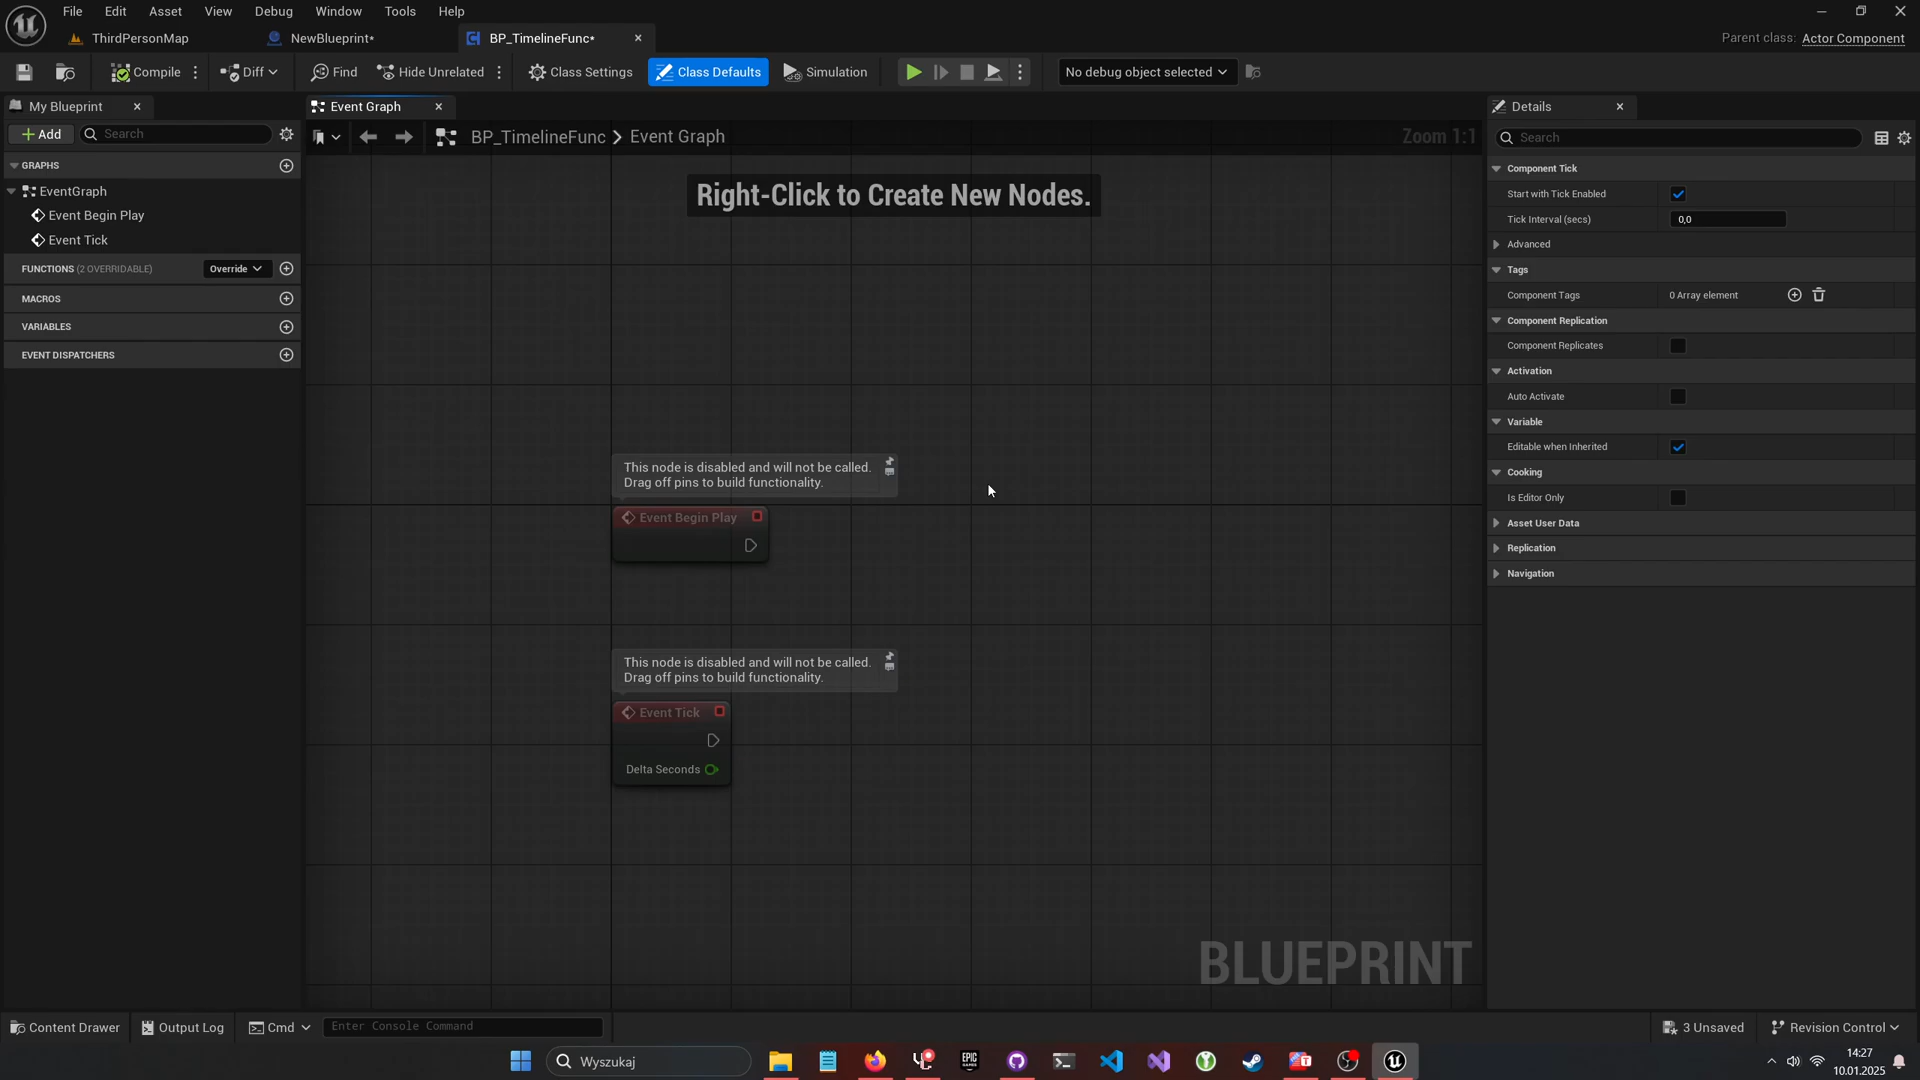 File Edit Asset View Debug Window Tools Help
ThirdPersonMap NewBlueprint* BP_TimelineFunc* Parent class: Actor Component
Compile Diff Find Hide Unrelated Class Settings Class Defaults Simulation No debug object selected
My Blueprint Event Graph Details
Add Search
BP_TimelineFunc Event Graph Zoom 1:1
Search
GRAPHS
EventGraph
Event Begin Play
Event Tick
FUNCTIONS (2 OVERRIDABLE) Override
MACROS
VARIABLES
EVENT DISPATCHERS
Right-Click to Create New Nodes.
This node is disabled and will not be called.
Drag off pins to build functionality.
Event Begin Play
This node is disabled and will not be called.
Drag off pins to build functionality.
Event Tick
Delta Seconds
BLUEPRINT
Component Tick
Start with Tick Enabled
Tick Interval (secs) 0,0
Advanced
Tags
Component Tags 0 Array element
Component Replication
Component Replicates
Activation
Auto Activate
Variable
Editable when Inherited
Cooking
Is Editor Only
Asset User Data
Replication
Navigation
Content Drawer Output Log Cmd Enter Console Command 3 Unsaved Revision Control
Wyszukaj
EPIC GAMES
14:27
10.01.2025